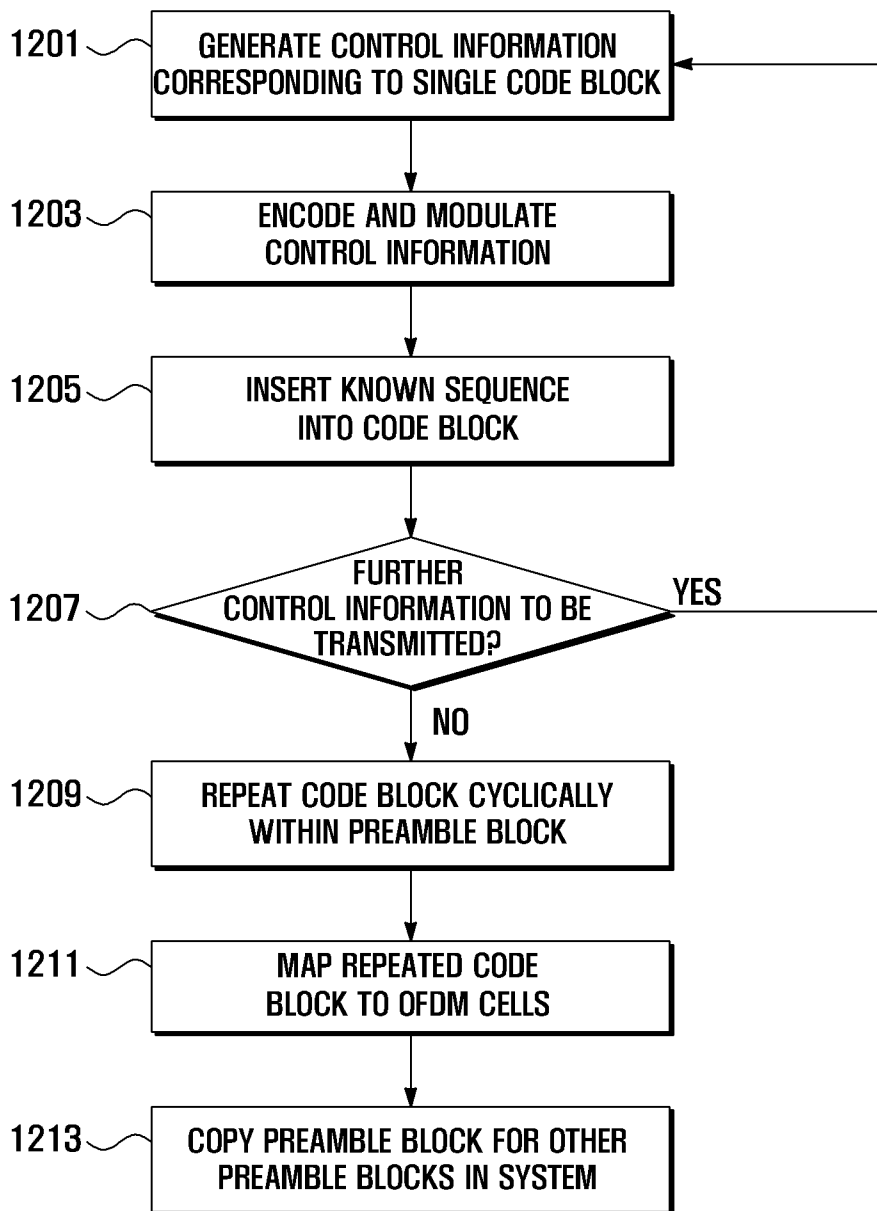 1201
GENERATE CONTROL INFORMATION
CORRESPONDING TO SINGLE CODE BLOCK
1203
ENCODE AND MODULATE
CONTROL INFORMATION
1205
INSERT KNOWN SEQUENCE
INTO CODE BLOCK
1207
FURTHER
CONTROL INFORMATION TO BE
TRANSMITTED?
YES
NO
1209
REPEAT CODE BLOCK CYCLICALLY
WITHIN PREAMBLE BLOCK
1211
MAP REPEATED CODE
BLOCK TO OFDM CELLS
1213
COPY PREAMBLE BLOCK FOR OTHER
PREAMBLE BLOCKS IN SYSTEM